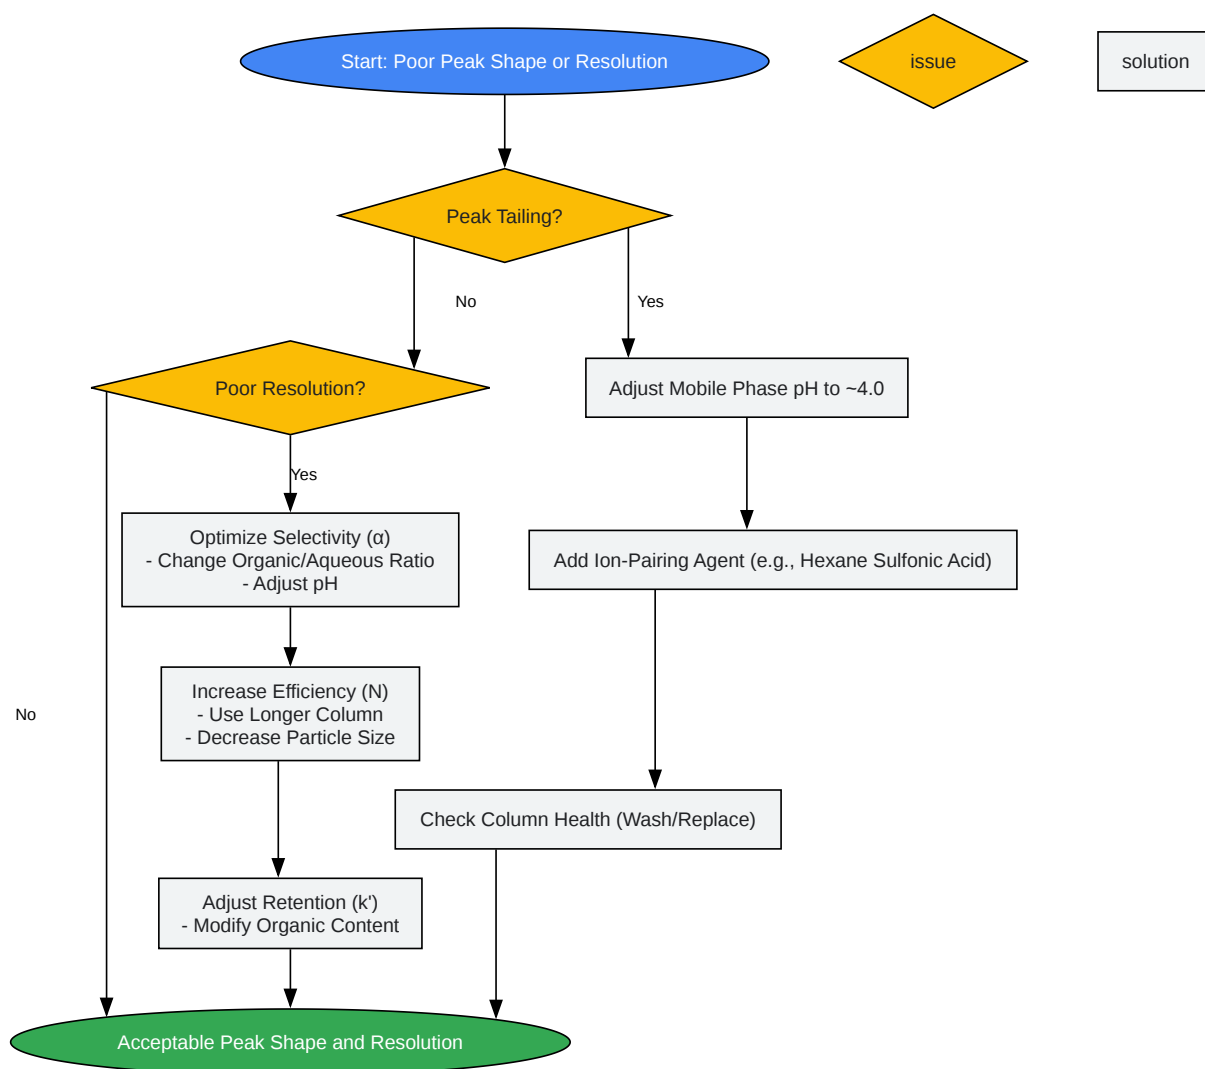 Start: Poor Peak Shape or Resolution
issue
solution
Peak Tailing?
No
Yes
Poor Resolution?
Adjust Mobile Phase pH to ~4.0
Yes
Optimize Selectivity (α)
- Change Organic/Aqueous Ratio
- Adjust pH
Add Ion-Pairing Agent (e.g., Hexane Sulfonic Acid)
Increase Efficiency (N)
- Use Longer Column
- Decrease Particle Size
No
Check Column Health (Wash/Replace)
Adjust Retention (k')
- Modify Organic Content
Acceptable Peak Shape and Resolution